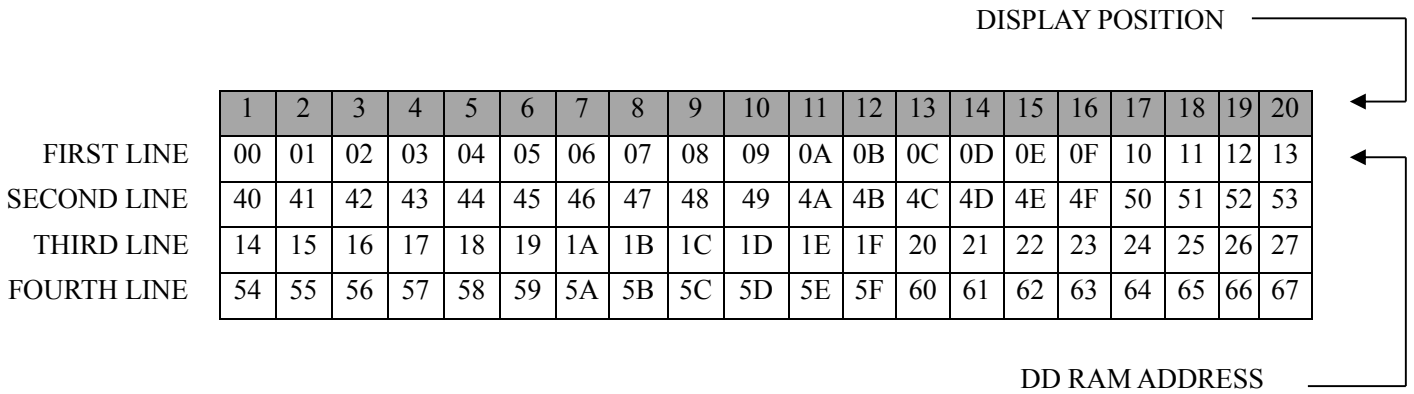 DISPLAY POSITION
1 2 3 4 5 6 7 8 9 10 11 12 13 14 15 16 17 18 19 20
FIRST LINE 00 01 02 03 04 05 06 07 08 09 0A 0B 0C 0D 0E 0F 10 11 12 13
SECOND LINE 40 41 42 43 44 45 46 47 48 49 4A 4B 4C 4D 4E 4F 50 51 52 53
THIRD LINE 14 15 16 17 18 19 1A 1B 1C 1D 1E 1F 20 21 22 23 24 25 26 27
FOURTH LINE 54 55 56 57 58 59 5A 5B 5C 5D 5E 5F 60 61 62 63 64 65 66 67
DD RAM ADDRESS